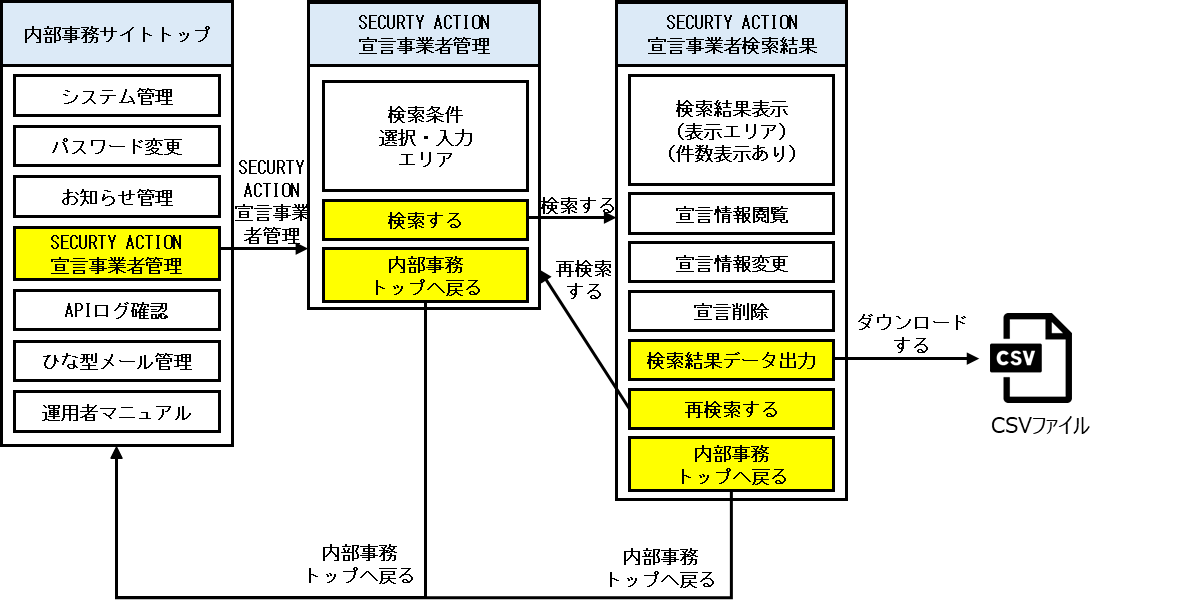 内部事務サイトトップ
システム管理
パスワード変更
お知らせ管理
SECURTY ACTION
宣言事業者管理
APIログ確認
ひな型メール管理
運用者マニュアル
SECURTY
ACTION
宣言事業
者管理
SECURTY ACTION
宣言事業者管理
検索条件
選択・入力
エリア
検索する
内部事務
トップへ戻る
検索する
再検索
する
SECURTY ACTION
宣言事業者検索結果
検索結果表示
(表示エリア)
(件数表示あり)
宣言情報閲覧
宣言情報変更
宣言削除
検索結果データ出力
再検索する
内部事務
トップへ戻る
ダウンロード
する
CSV
CSVファイル
内部事務
トップへ戻る
内部事務
トップへ戻る